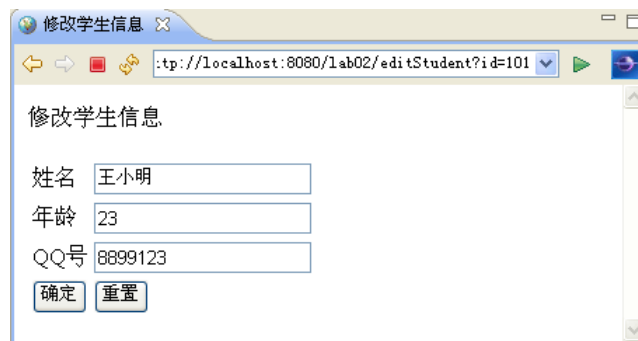 修改学生信息
:tp://localhost:8080/lab02/editStudent?id=101
修改学生信息
姓名 王小明
年龄 23
QQ号 8899123
确定 重置